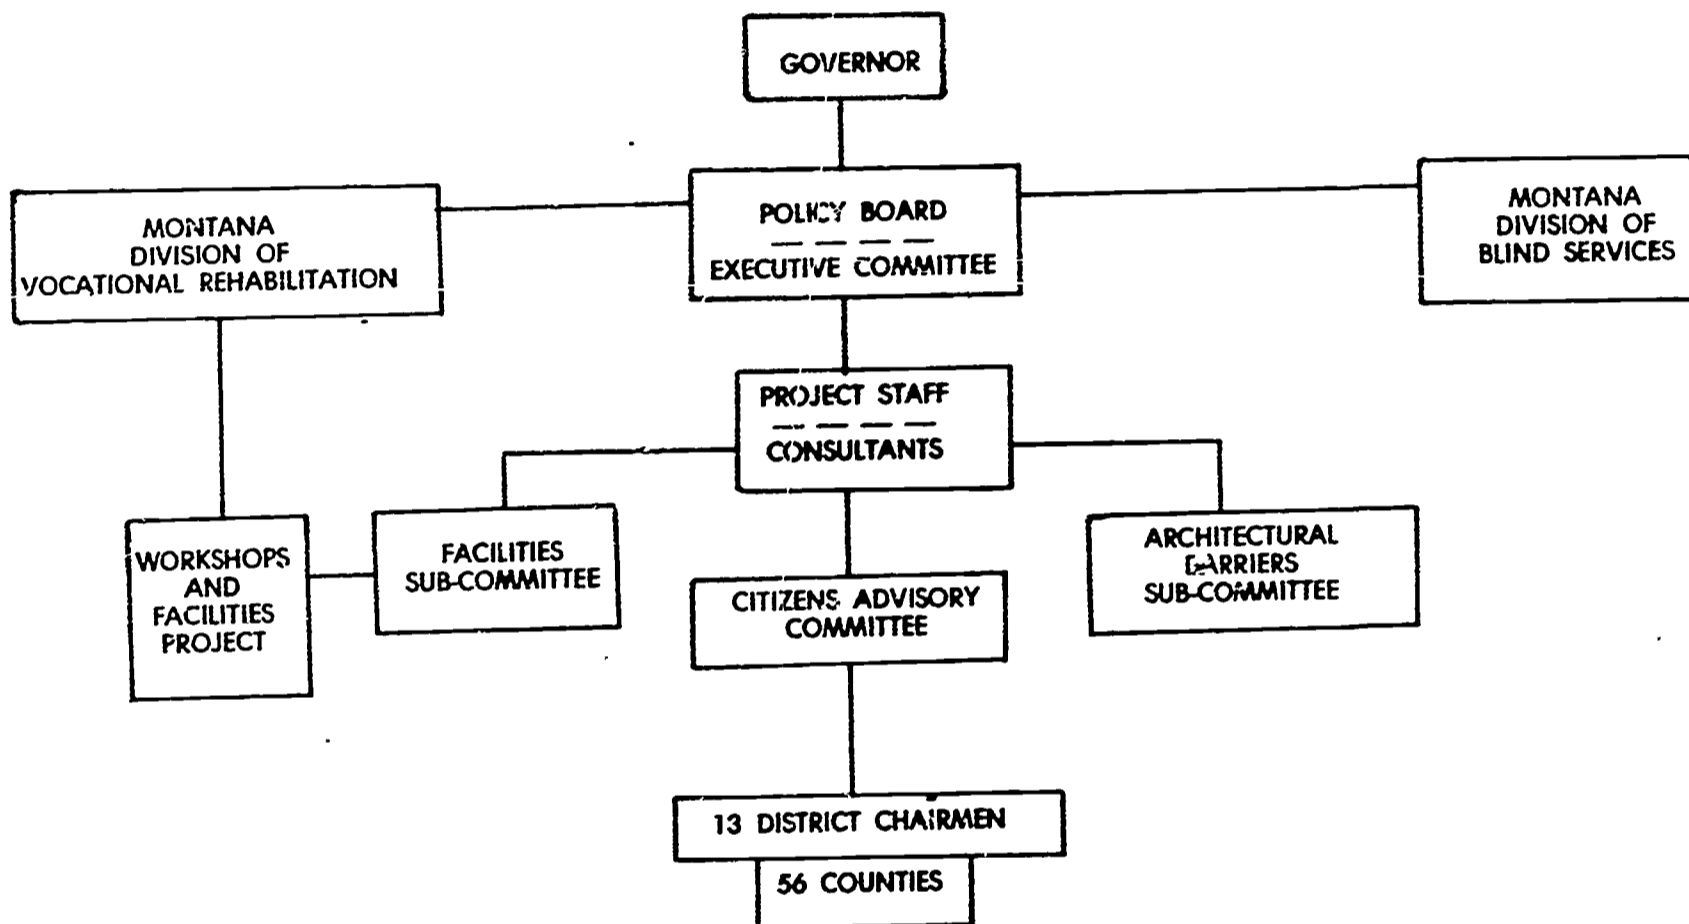 GOVERNOR
POLICY BOARD
EXECUTIVE COMMITTEE
MONTANA
DIVISION OF
VOCATIONAL REHABILITATION
MONTANA
DIVISION OF
BLIND SERVICES
PROJECT STAFF
CONSULTANTS
WORKSHOPS
AND
FACILITIES
PROJECT
FACILITIES
SUB-COMMITTEE
CITIZENS ADVISORY
COMMITTEE
ARCHITECTURAL
BARRIERS
SUB-COMMITTEE
13 DISTRICT CHAIRMEN
56 COUNTIES